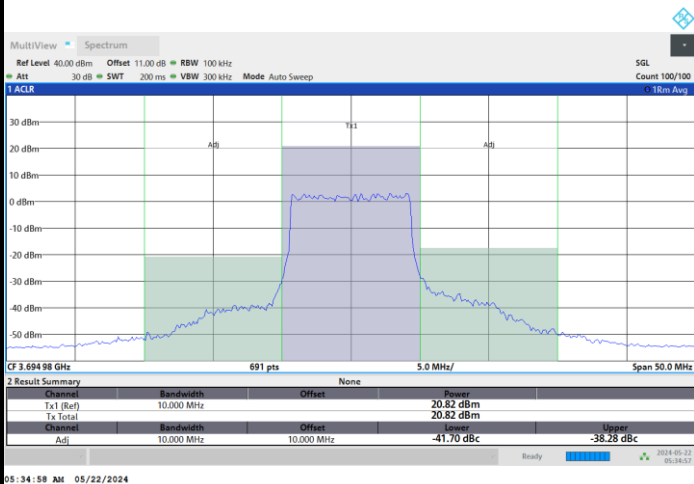 MultiView Spectrum
Ref Level 40.00 dBm Offset 11.00 dB RBW 100 kHz SGL
Att 30 dB SWT 200 ms VBW 300 kHz Mode Auto Sweep Count 100/100
1 ACLR 1Rm Avg
30 dBm
Tx1
20 dBm
Adj
Adj
10 dBm
0 dBm
-10 dBm
-20 dBm
-30 dBm
-40 dBm
-50 dBm
CF 3.694 98 GHz 691 pts 5.0 MHz/ Span 50.0 MHz
2 Result Summary None
Channel Bandwidth Offset Power
Tx1 (Ref) 10.000 MHz 20.82 dBm
Tx Total 20.82 dBm
Channel Bandwidth Offset Lower Upper
Adj 10.000 MHz 10.000 MHz -41.70 dBc -38.28 dBc
Ready 2024-05-22
05:34:57
05:34:58 AM 05/22/2024